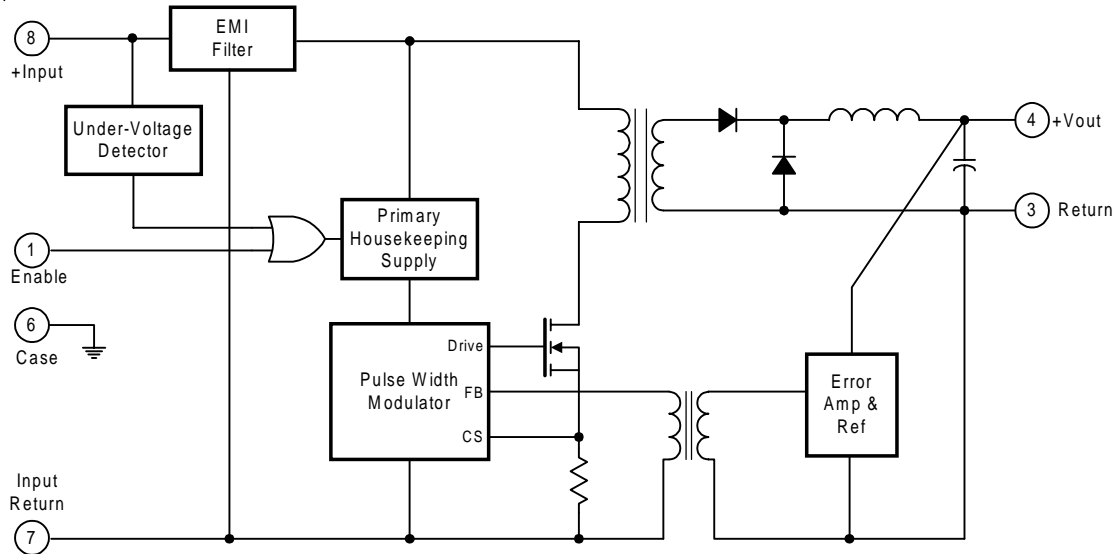 8
+Input
EMI
Filter
Under-Voltage
Detector
4
+Vout
3
Return
1
Enable
Primary
Housekeeping
Supply
6
Case
Drive
Pulse Width
Modulator
FB
CS
Error
Amp &
Ref
Input
Return
7